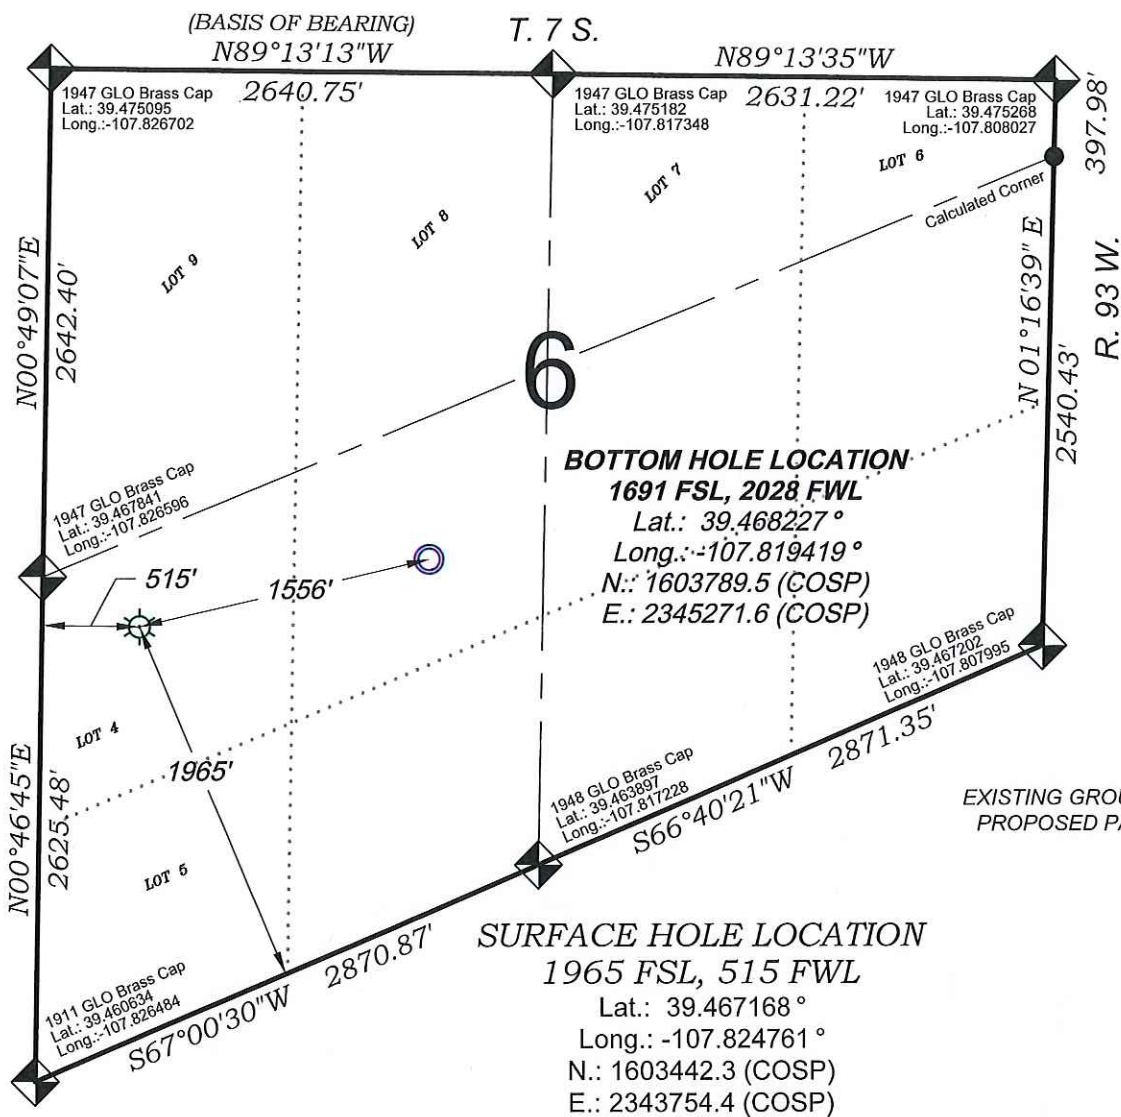 (BASIS OF BEARING)
N89°13'13"W
T. 7 S.
N89°13'35"W
2640.75'
2631.22'
1947 GLO Brass Cap
Lat.: 39.475095
Long.:-107.826702
1947 GLO Brass Cap
Lat.: 39.475182
Long.:-107.817348
1947 GLO Brass Cap
Lat.: 39.475268
Long.:-107.808027
397.98'
LOT 6
LOT 7
LOT 8
LOT 9
Calculated Corner
N00°49'07"E
2642.40'
N 01°16'39" E
2540.43'
R. 93 W.
6
1947 GLO Brass Cap
Lat.: 39.467841
Long.:-107.826596
BOTTOM HOLE LOCATION
1691 FSL, 2028 FWL
Lat.: 39.468227°
Long.: -107.819419°
N.: 1603789.5 (COSP)
E.: 2345271.6 (COSP)
515'
1556'
1948 GLO Brass Cap
Lat.: 39.467202
Long.:-107.807995
LOT 4
1965'
N00°46'45"E
2625.48'
1948 GLO Brass Cap
Lat.: 39.463897
Long.:-107.817228
S66°40'21"W
2871.35'
EXISTING GROU
PROPOSED PA
LOT 5
1911 GLO Brass Cap
Lat.: 39.460634
Long.:-107.826484
S67°00'30"W
2870.87'
SURFACE HOLE LOCATION
1965 FSL, 515 FWL
Lat.: 39.467168°
Long.: -107.824761°
N.: 1603442.3 (COSP)
E.: 2343754.4 (COSP)